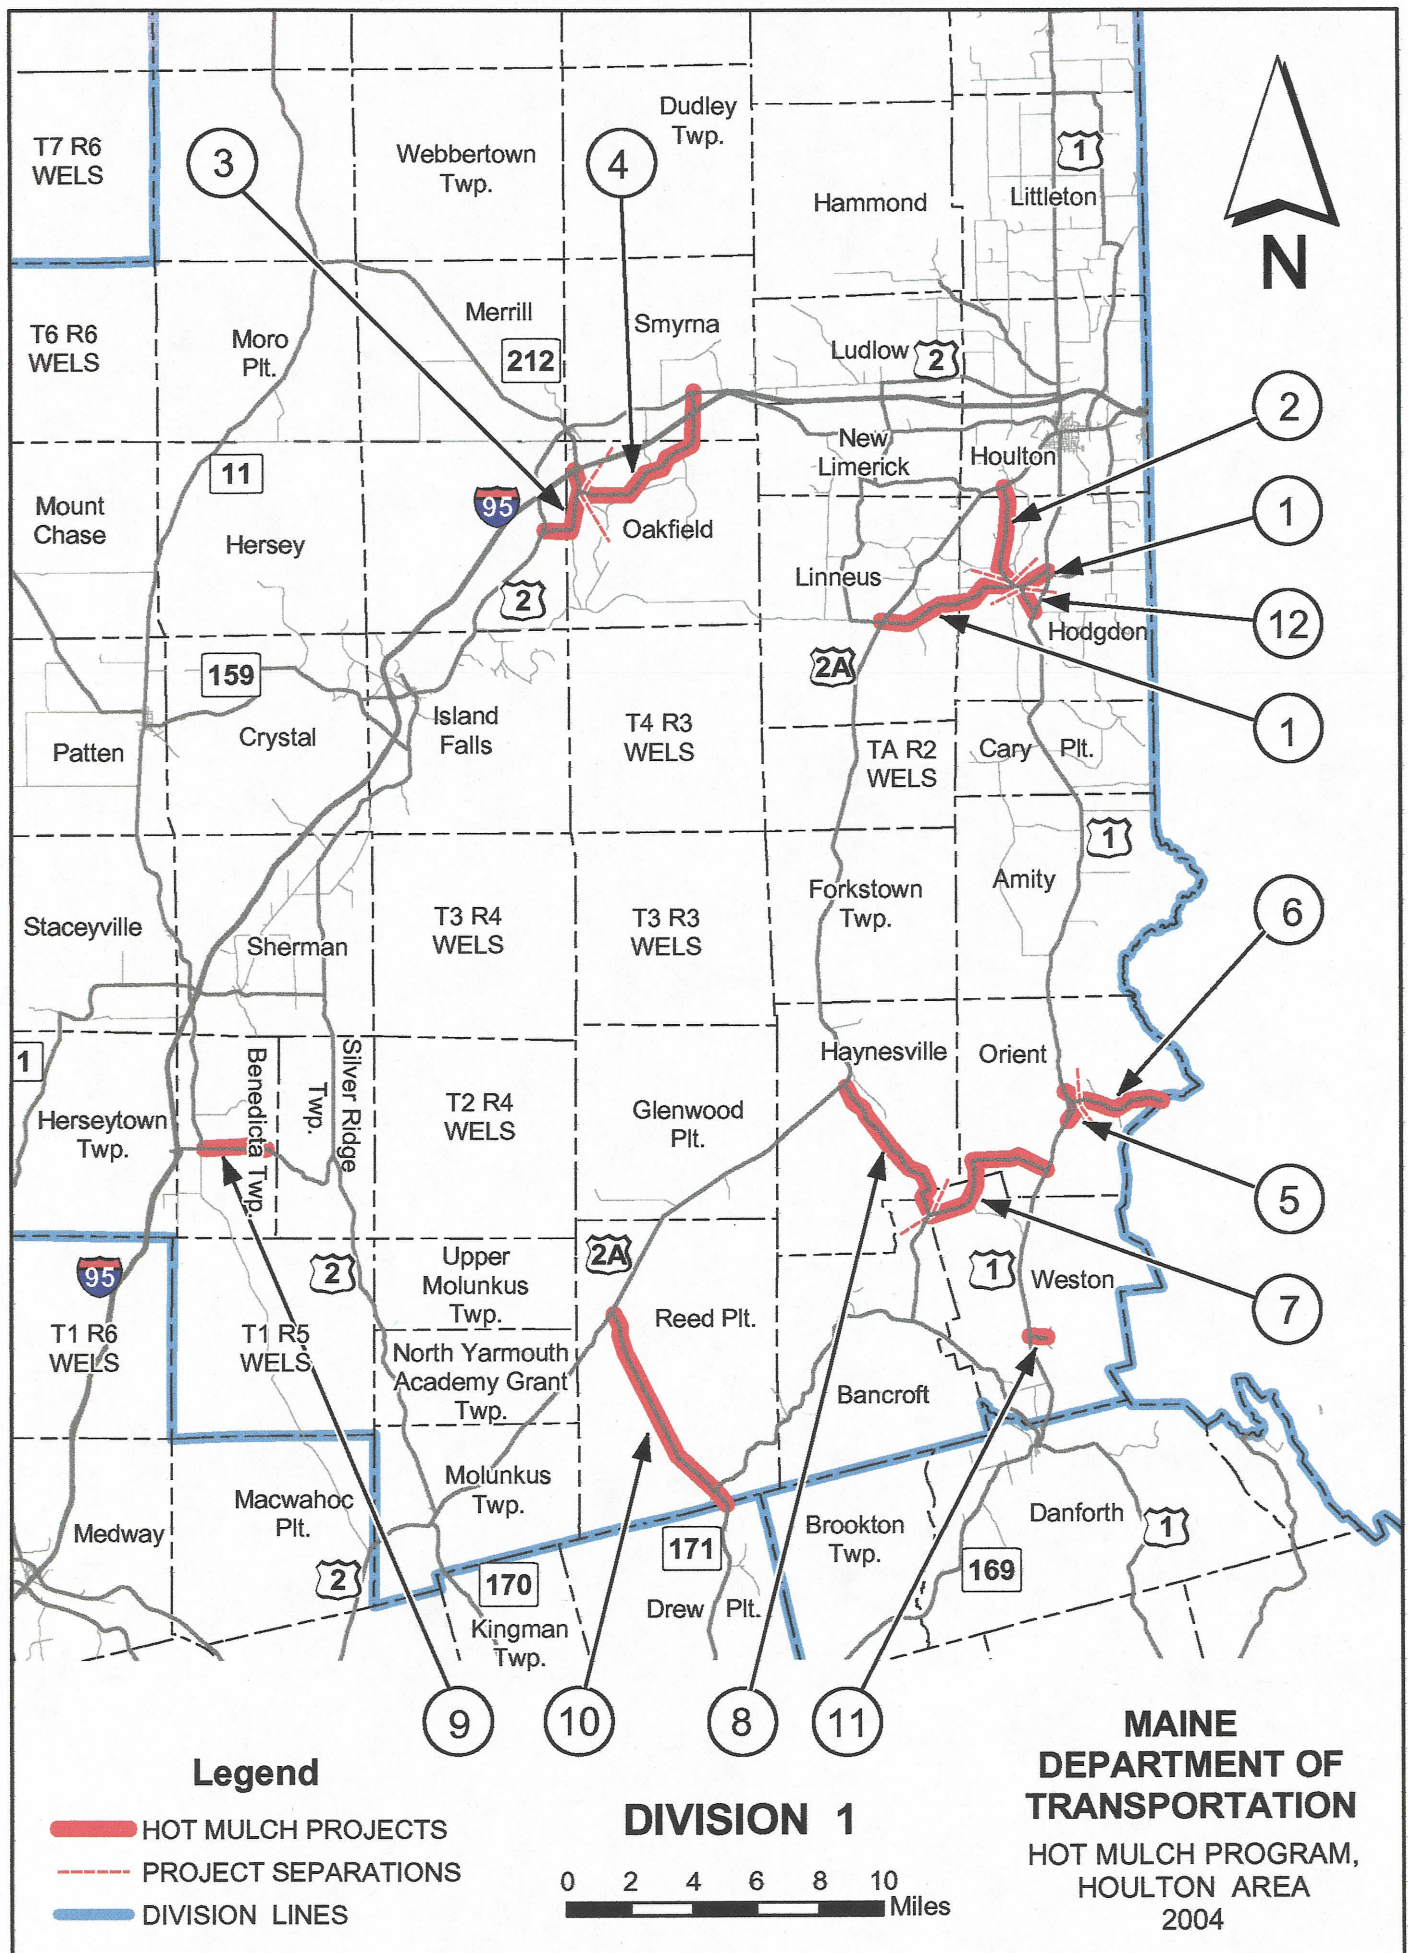 Dudley
Twp.
T7 R6
WELS
3
Webbertown
Twp.
4
1
Hammond
Littleton
N
T6 R6
WELS
Moro
Plt.
Merrill
212
Smyrna
Ludlow
2
2
11
New
Limerick
Houlton
Mount
Chase
Hersey
95
Oakfield
1
2
Linneus
12
Hodgdon
159
2A
Patten
Crystal
Island
Falls
T4 R3
WELS
TA R2
WELS
Cary Plt.
1
1
Staceyville
Sherman
T3 R4
WELS
T3 R3
WELS
Forkstown
Twp.
Amity
6
1
Herseytown
Twp.
Benedicta Twp.
Twp.
Silver Ridge
T2 R4
WELS
Glenwood
Plt.
Haynesville
Orient
5
95
2
Upper
Molunkus
Twp.
2A
1
Weston
7
T1 R6
WELS
T1 R5
WELS
Reed Plt.
North Yarmouth
Academy Grant
Twp.
Bancroft
Medway
Macwahoc
Plt.
Molunkus
Twp.
Brookton
Twp.
Danforth
1
2
170
171
169
Kingman
Twp.
Drew Plt.
9
10
8
11
MAINE
DEPARTMENT OF
TRANSPORTATION
HOT MULCH PROGRAM,
HOULTON AREA
2004
Legend
HOT MULCH PROJECTS
PROJECT SEPARATIONS
DIVISION LINES
DIVISION 1
0 2 4 6 8 10
Miles